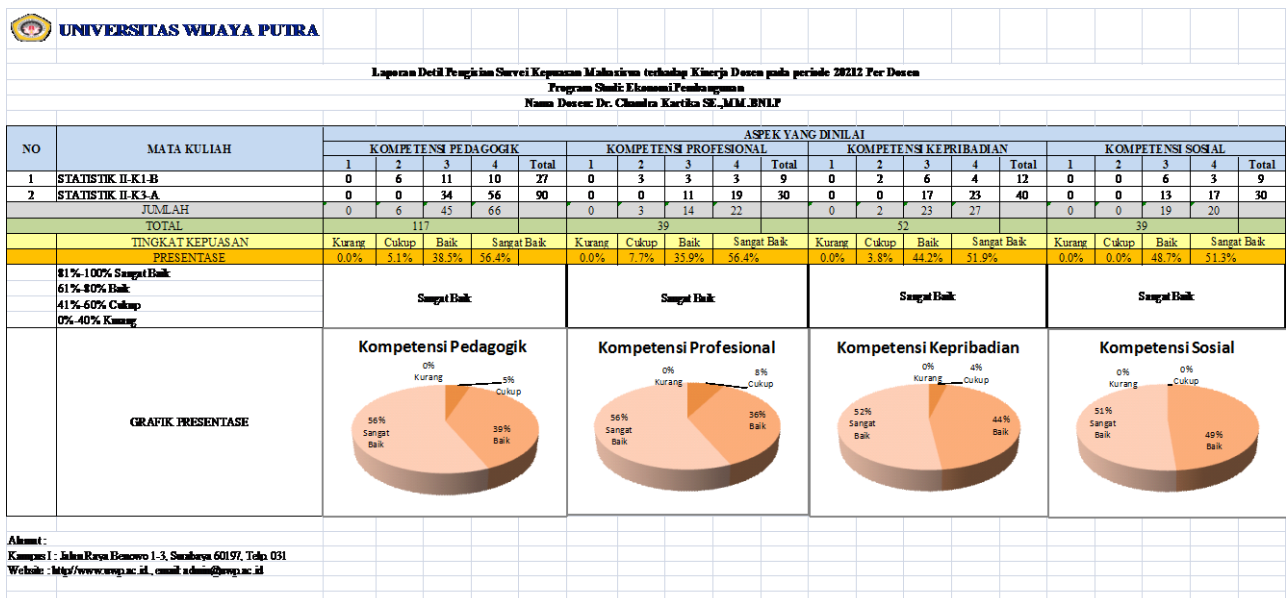 UNIVERSITAS WIJAYA PUTRA
Laporan Detil Pengisian Survei Kepuasan Mahasiswa terhadap Kinerja Dosen pada periode 20212 Per Dosen
Program Studi: Ekonomi Pembangunan
Nama Dosen: Dr. Chandra Kartika SE.,MM.BNLP
NO MATA KULIAH ASPEK YANG DINILAI
KOMPETENSI PEDAGOGIK KOMPETENSI PROFESIONAL KOMPETENSI KEPRIBADIAN KOMPETENSI SOSIAL
1 2 3 4 Total 1 2 3 4 Total 1 2 3 4 Total 1 2 3 4 Total
1 STATISTIK II-K1-B 0 6 11 10 27 0 3 3 3 9 0 2 6 4 12 0 0 6 3 9
2 STATISTIK II-K3-A 0 0 34 56 90 0 0 11 19 30 0 0 17 23 40 0 0 13 17 30
JUMLAH 0 6 45 66 0 3 14 22 0 2 23 27 0 0 19 20
TOTAL 117 39 52 39
TINGKAT KEPUASAN Kurang Cukup Baik Sangat Baik Kurang Cukup Baik Sangat Baik Kurang Cukup Baik Sangat Baik Kurang Cukup Baik Sangat Baik
PRESENTASE 0.0% 5.1% 38.5% 56.4% 0.0% 7.7% 35.9% 56.4% 0.0% 3.8% 44.2% 51.9% 0.0% 0.0% 48.7% 51.3%
81%-100% Sangat Baik
61%-80% Baik
41%-60% Cukup
0%-40% Kurang
Sangat Baik Sangat Baik Sangat Baik Sangat Baik
GRAFIK PRESENTASE
Kompetensi Pedagogik
0%
Kurang
5%
Cukup
39%
Baik
56%
Sangat
Baik
Kompetensi Profesional
0%
Kurang
8%
Cukup
36%
Baik
56%
Sangat
Baik
Kompetensi Kepribadian
0%
Kurang
4%
Cukup
44%
Baik
52%
Sangat
Baik
Kompetensi Sosial
0%
Kurang
0%
Cukup
49%
Baik
51%
Sangat
Baik
Alamat :
Kampus I : Jalan Raya Benowo 1-3, Surabaya 60197, Telp. 031
Website : http//www.uwp.ac.id., email: admin@uwp.ac.id